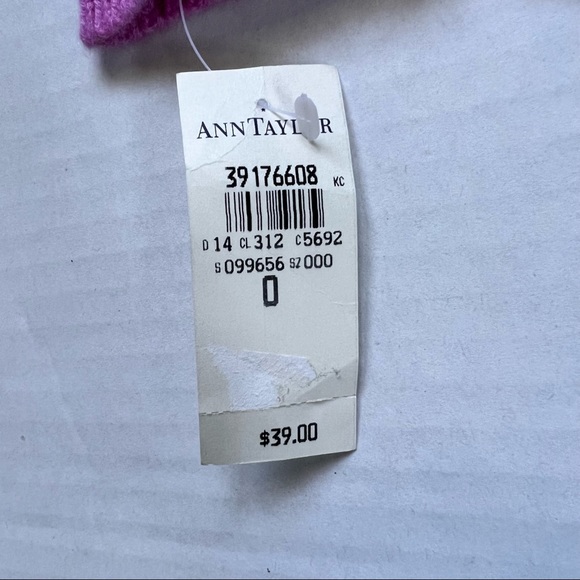 ANNTAYLOR
39176608 KC
D 14 CL 312 C 5692
S 099656 SZ 000
0
$39.00